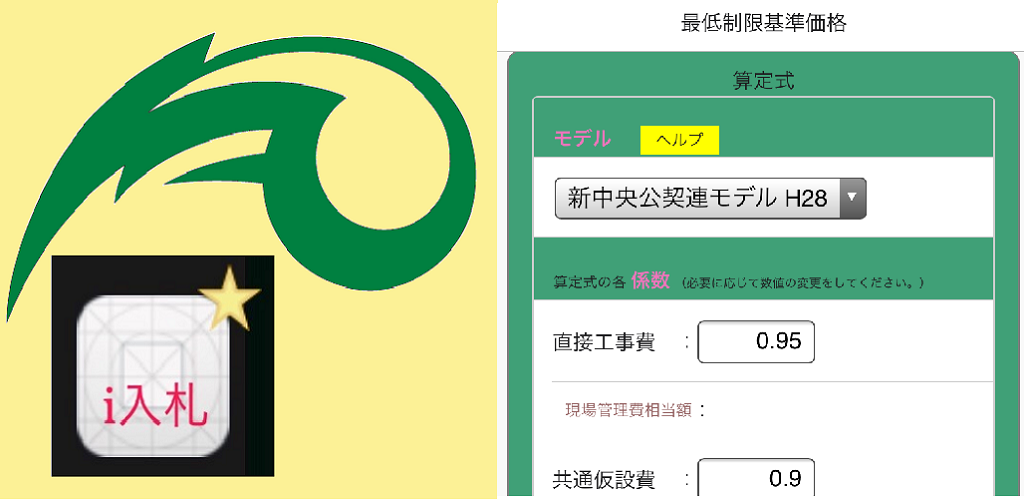 i入札
最低制限基準価格
算定式
モデル ヘルプ
新中央公契連モデル H28
算定式の各 係数 （必要に応じて数値の変更をしてください。）
直接工事費 : 0.95
現場管理費相当額 :
共通仮設費 : 0.9